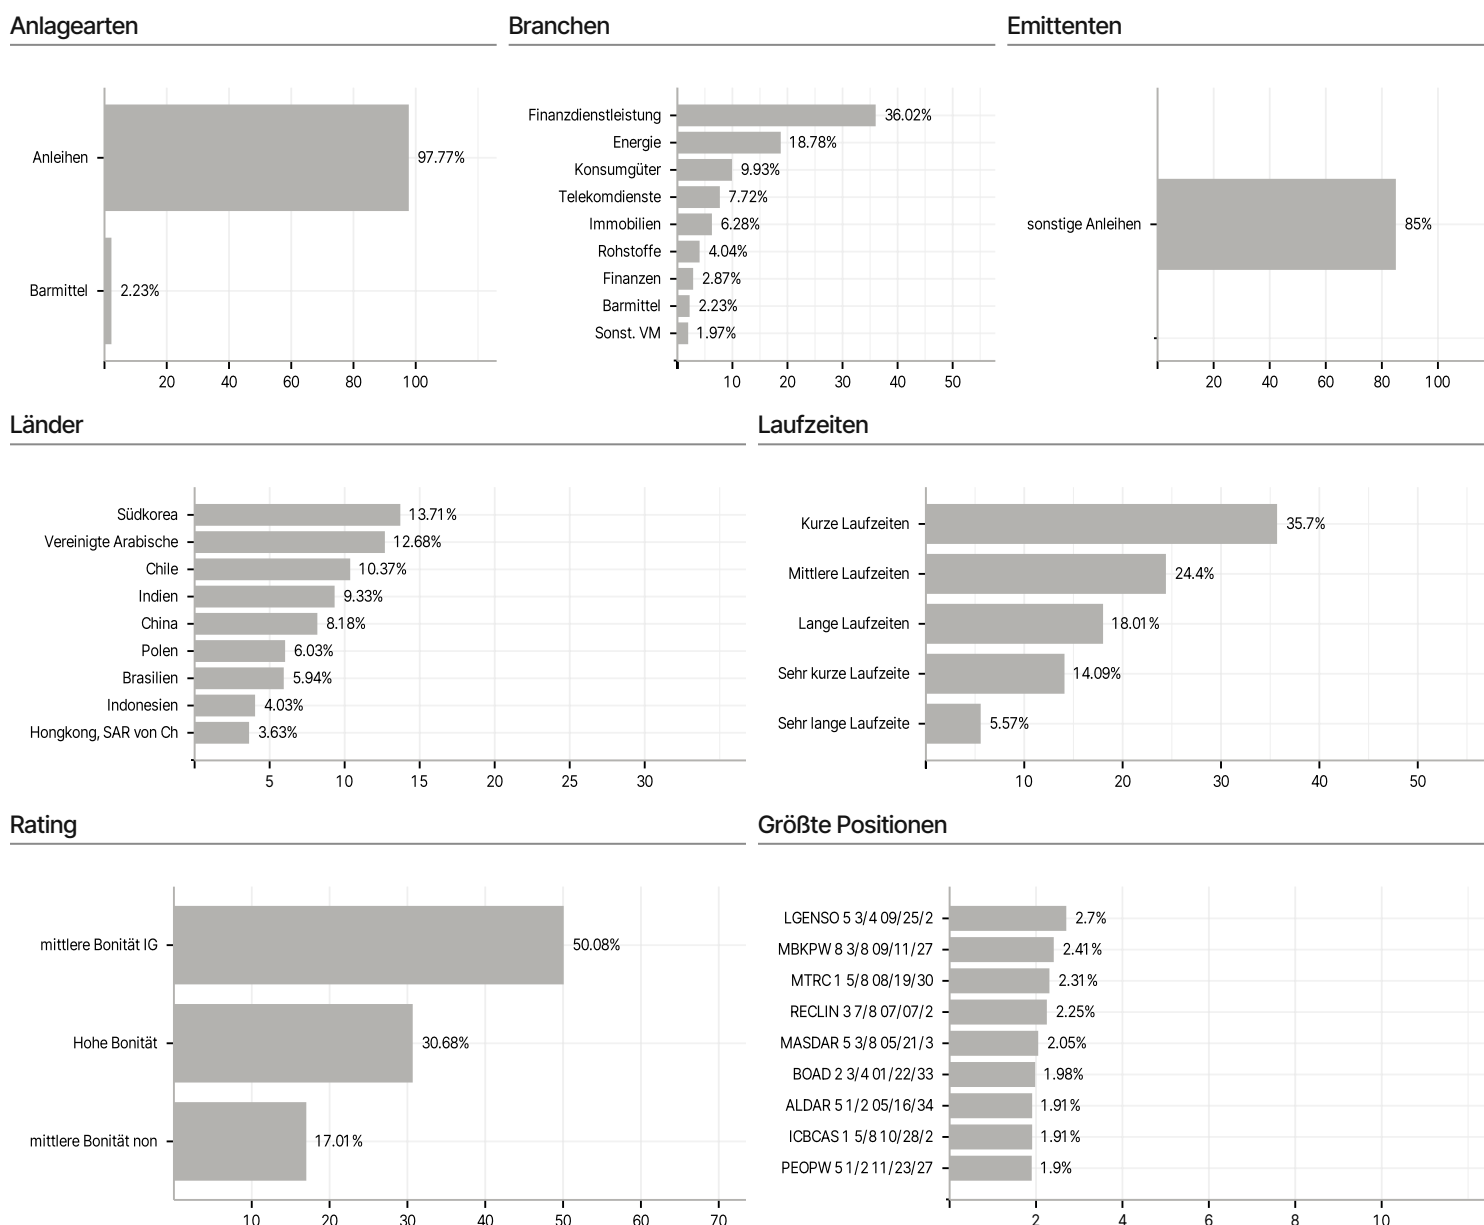 Anlagearten
Anleihen
97.77%
Barmittel
2.23%
20 40 60 80 100
Branchen
Finanzdienstleistung 36.02%
Energie 18.78%
Konsumgüter 9.93%
Telekomdienste 7.72%
Immobilien 6.28%
Rohstoffe 4.04%
Finanzen 2.87%
Barmittel 2.23%
Sonst. VM 1.97%
10 20 30 40 50
Emittenten
sonstige Anleihen 85%
20 40 60 80 100
Länder
Südkorea 13.71%
Vereinigte Arabische 12.68%
Chile 10.37%
Indien 9.33%
China 8.18%
Polen 6.03%
Brasilien 5.94%
Indonesien 4.03%
Hongkong, SAR von Ch 3.63%
5 10 15 20 25 30
Laufzeiten
Kurze Laufzeiten 35.7%
Mittlere Laufzeiten 24.4%
Lange Laufzeiten 18.01%
Sehr kurze Laufzeite 14.09%
Sehr lange Laufzeite 5.57%
10 20 30 40 50
Rating
mittlere Bonität IG 50.08%
Hohe Bonität 30.68%
mittlere Bonität non 17.01%
10 20 30 40 50 60 70
Größte Positionen
LGENSO 5 3/4 09/25/2 2.7%
MBKPW 8 3/8 09/11/27 2.41%
MTRC 1 5/8 08/19/30 2.31%
RECLIN 3 7/8 07/07/2 2.25%
MASDAR 5 3/8 05/21/3 2.05%
BOAD 2 3/4 01/22/33 1.98%
ALDAR 5 1/2 05/16/34 1.91%
ICBCAS 1 5/8 10/28/2 1.91%
PEOPW 5 1/2 11/23/27 1.9%
2 4 6 8 10